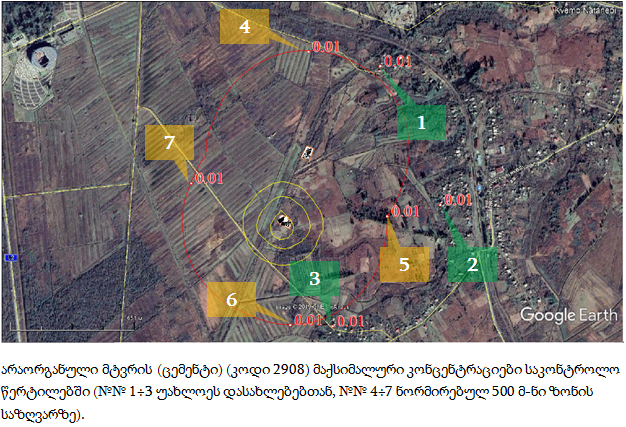 Kvemo Natanebi
4
0.01
0.01
1
7
0.01
0.01
0.01
3
5
2
6
0.01
0.01
Google Earth
არაორგანული მტვრის (ცემენტი) (კოდი 2908) მაქსიმალური კონცენტრაციები საკონტროლო
წერტილებში (№№ 1÷3 უახლოეს დასახლებებთან, №№ 4÷7 ნორმირებულ 500 მ-ნი ზონის
საზღვარზე).